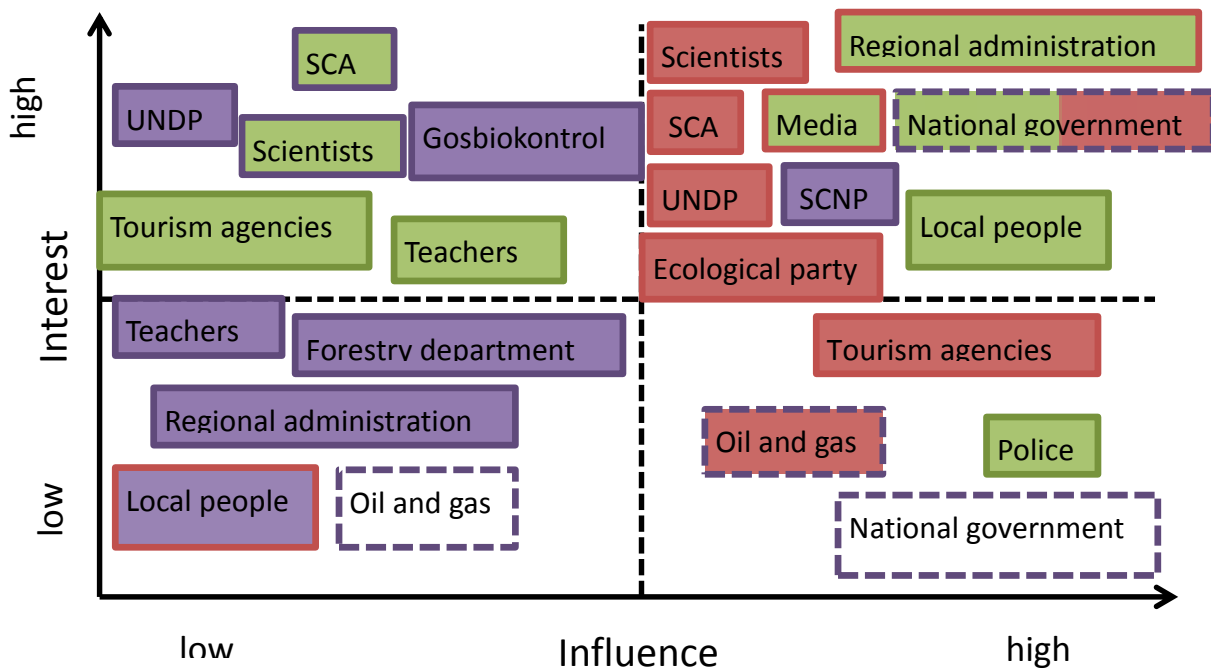 Scientists
Regional administration
SCA
high
UNDP
Scientists
Gosbiokontrol
SCA
Media
National government
UNDP
SCNP
Tourism agencies
Teachers
Local people
Ecological party
Interest
Teachers
Forestry department
Tourism agencies
Regional administration
Oil and gas
Police
low
Local people
Oil and gas
National government
low
Influence
high